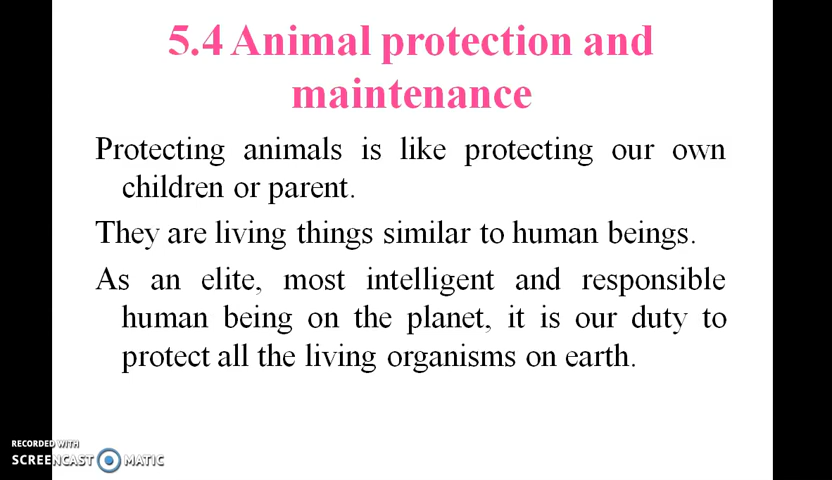 5.4 Animal protection and
maintenance
Protecting animals is like protecting our own
children or parent.
They are living things similar to human beings.
As an elite, most intelligent and responsible
human being on the planet, it is our duty to
protect all the living organisms on earth.
RECORDED WITH
SCREENCAST MATIC